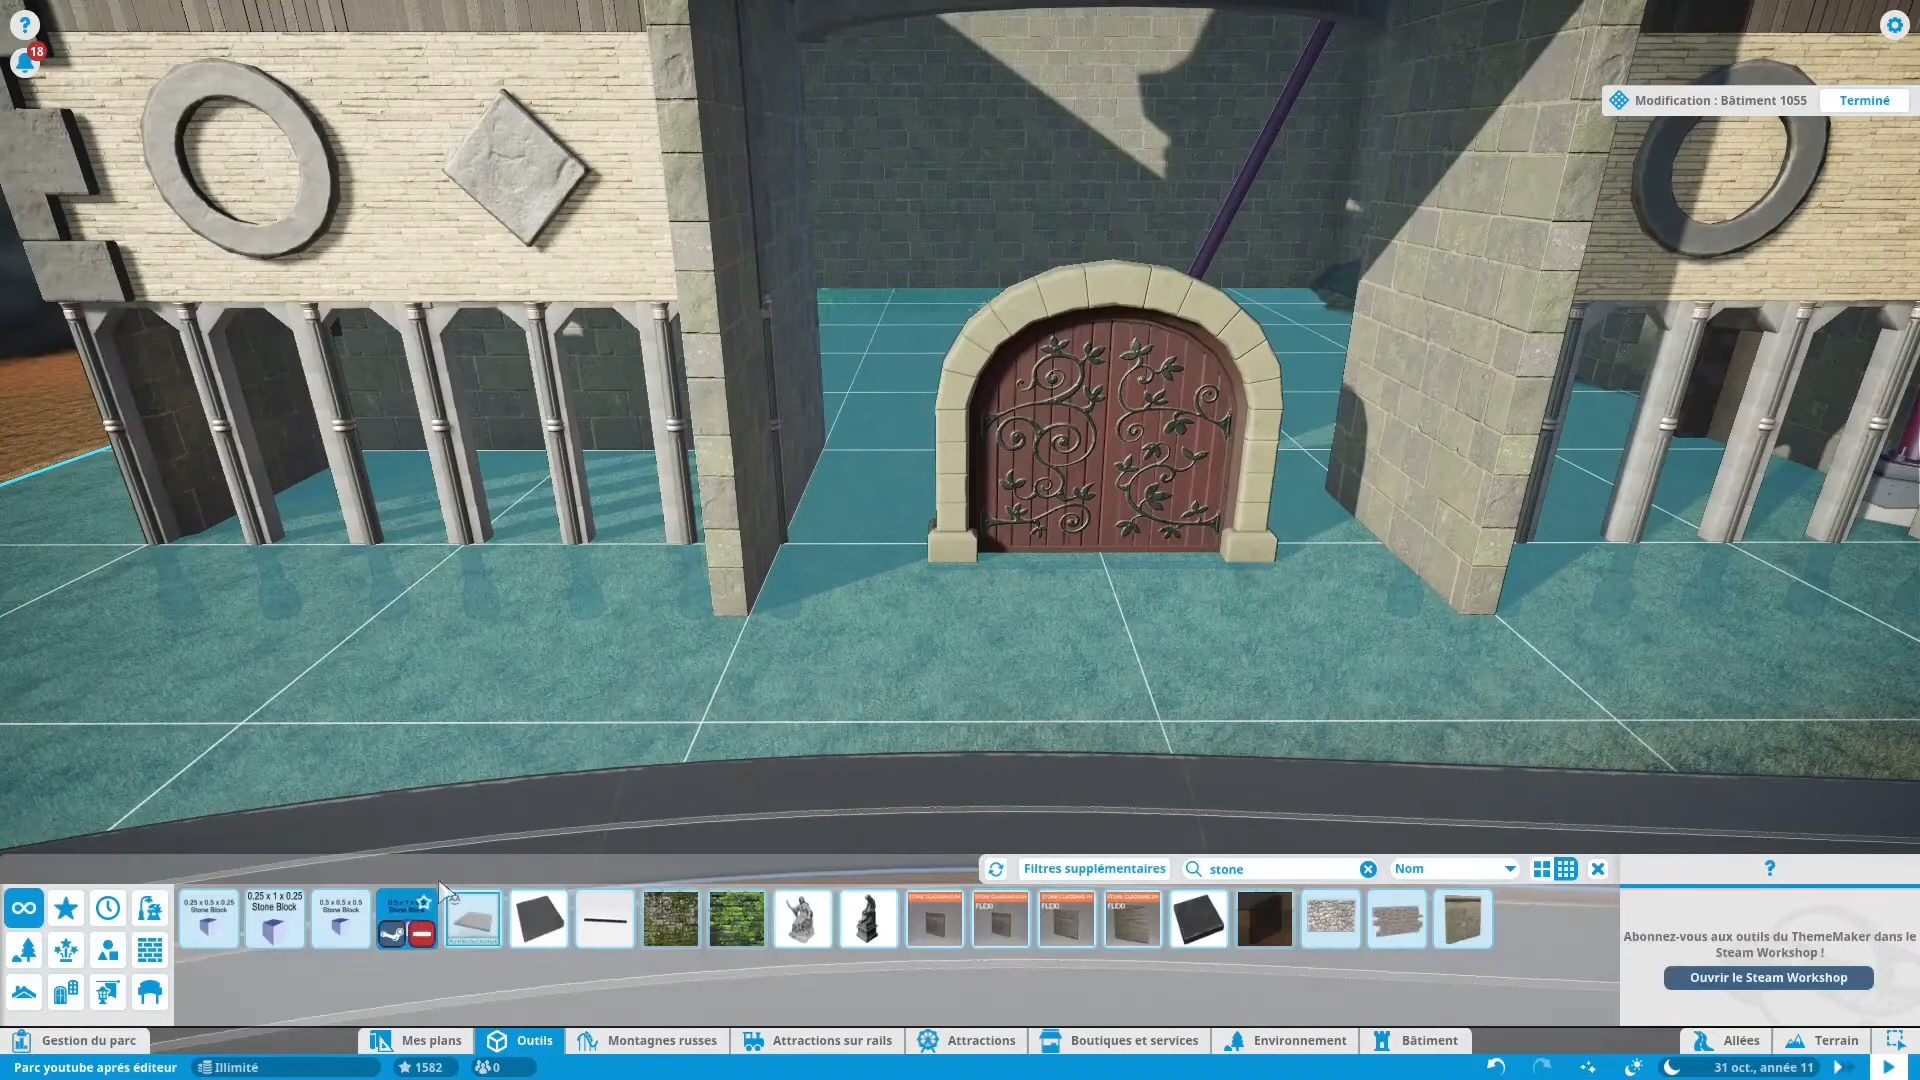 ?
18
Modification : Bâtiment 1055
Terminé
Filtres supplémentaires
stone
Nom
?
0.25 x 0.5 x 0.25
Stone Block
0.25 x 1 x 0.25
Stone Block
0.5 x 0.5 x 0.5
Stone Block
FLEXI
FLEXI
FLEXI
Abonnez-vous aux outils du ThemeMaker dans le
Steam Workshop !
Ouvrir le Steam Workshop
Gestion du parc
Mes plans
Outils
Montagnes russes
Attractions sur rails
Attractions
Boutiques et services
Environnement
Bâtiment
Allées
Terrain
Parc youtube aprés éditeur
Illimité
1582
0
31 oct., année 11